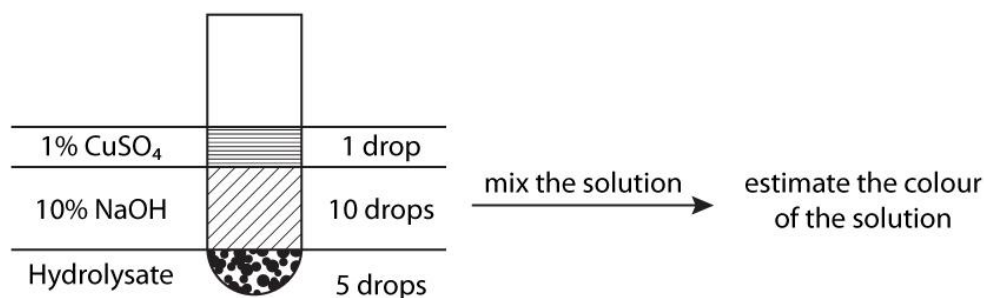 1% CuSO₄ 1 drop
10% NaOH 10 drops
Hydrolysate 5 drops
mix the solution
estimate the colour
of the solution